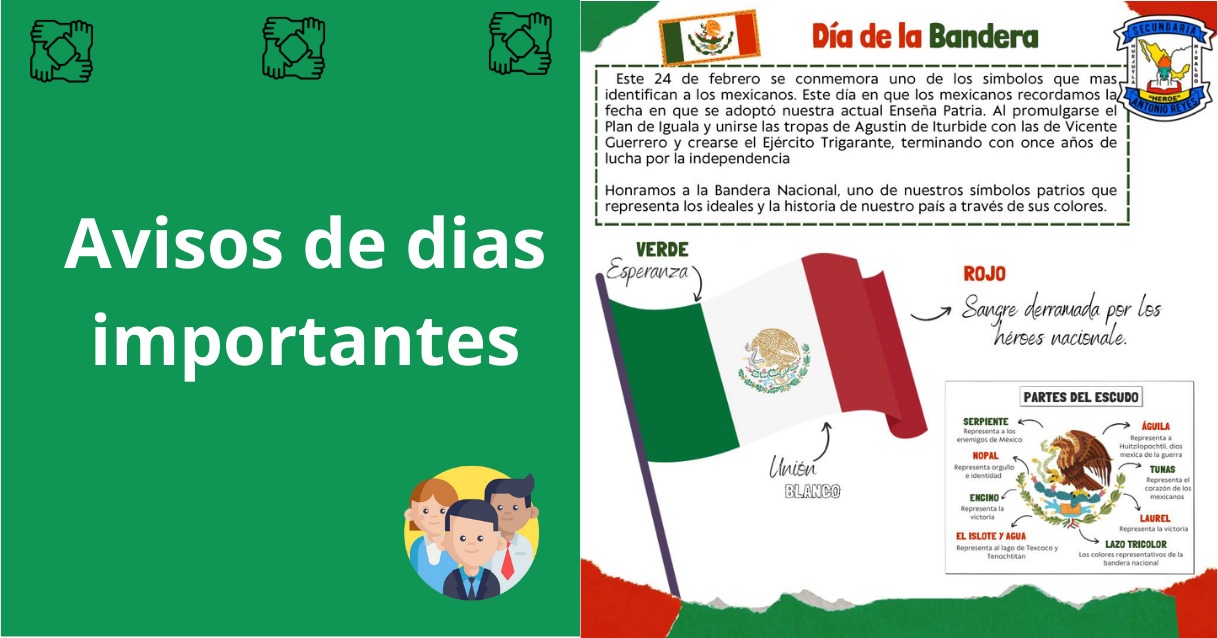 Avisos de dias
importantes
Día de la Bandera
SECUNDARIA
HUEJUTLA
HIDALGO
"HEROE"
ANTONIO REYES
Este 24 de febrero se conmemora uno de los simbolos que mas
identifican a los mexicanos. Este día en que los mexicanos recordamos la
fecha en que se adoptó nuestra actual Enseña Patria. Al promulgarse el
Plan de Iguala y unirse las tropas de Agustin de Iturbide con las de Vicente
Guerrero y crearse el Ejército Trigarante, terminando con once años de
lucha por la independencia
Honramos a la Bandera Nacional, uno de nuestros símbolos patrios que
representa los ideales y la historia de nuestro país a través de sus colores.
VERDE
Esperanza
ROJO
Sangre derramada por los
héroes nacionale.
Unión
BLANCO
PARTES DEL ESCUDO
SERPIENTE
Representa a los
enemigos de México
NOPAL
Representa orgullo
e identidad
ENCINO
Representa la
victoria
EL ISLOTE Y AGUA
Representa al lago de Texcoco y
Tenochtitan
ÁGUILA
Representa a
Huitzilopochtli, dios
mexica de la guerra
TUNAS
Representa el
corazón de los
mexicanos
LAUREL
Representa la victoria
LAZO TRICOLOR
Los colores representativos de la
bandera nacional